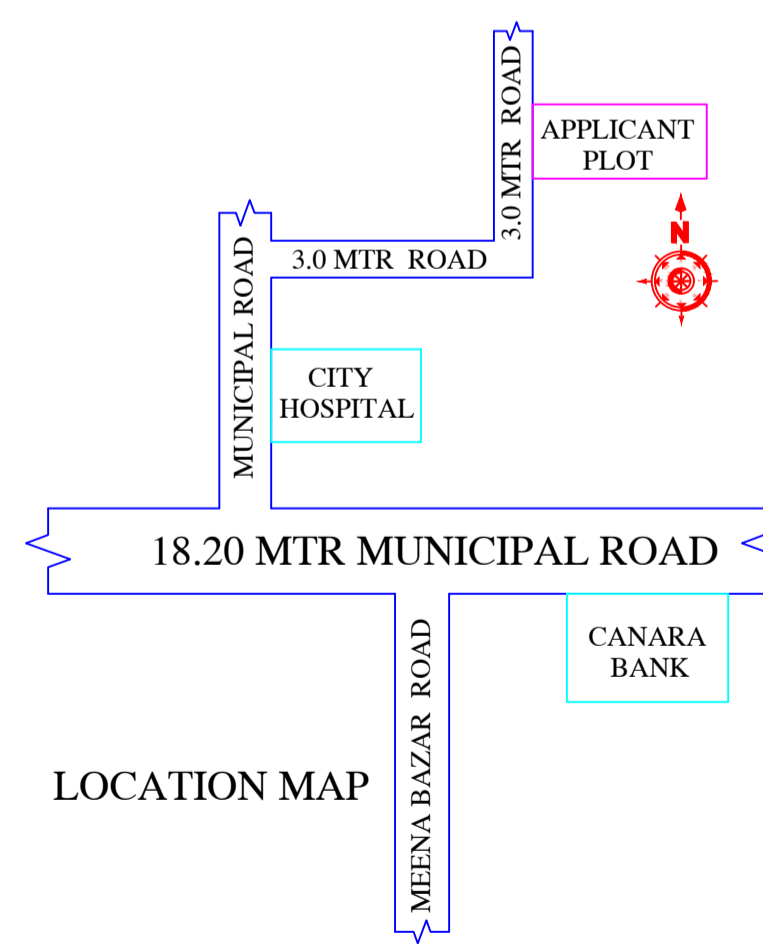 3.0 MTR ROAD
APPLICANT
PLOT
N
MUNICIPAL ROAD
3.0 MTR ROAD
CITY
HOSPITAL
18.20 MTR MUNICIPAL ROAD
MEENA BAZAR ROAD
CANARA
BANK
LOCATION MAP